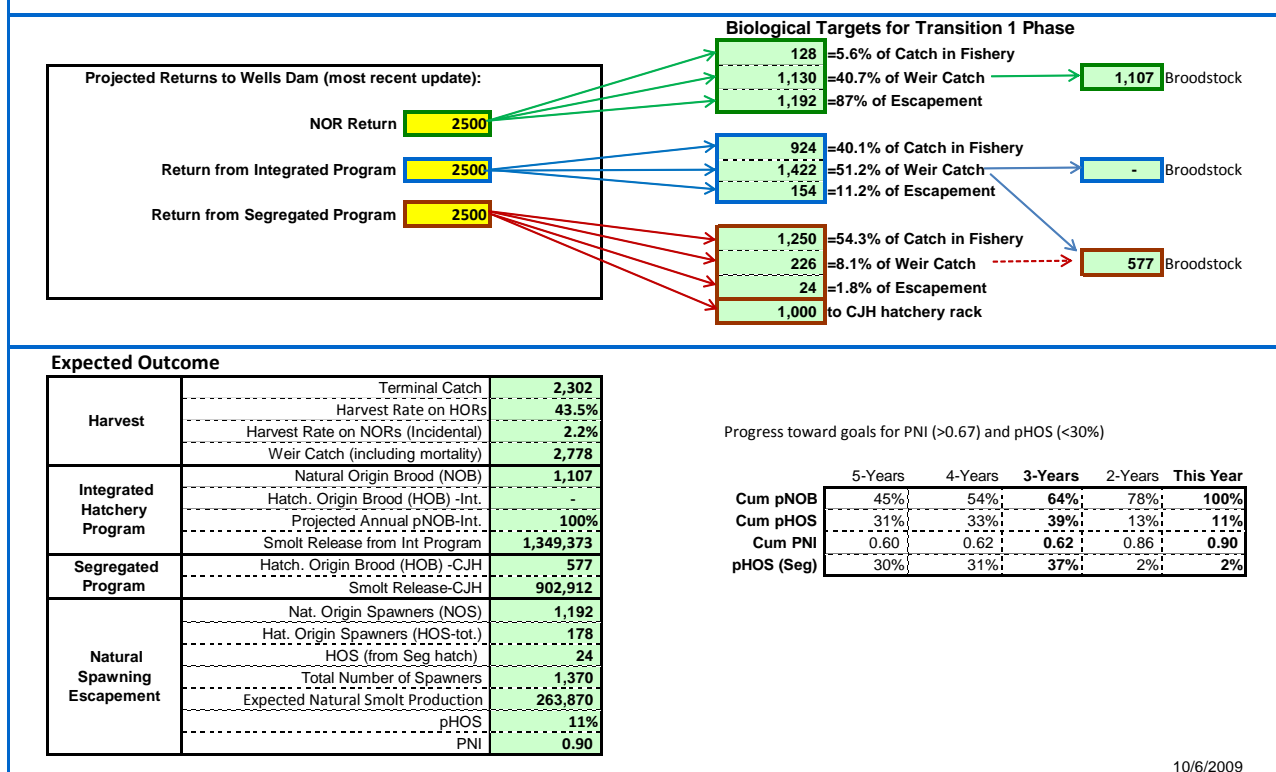 Biological Targets for Transition 1 Phase
Projected Returns to Wells Dam (most recent update):
NOR Return 2500
Return from Integrated Program 2500
Return from Segregated Program 2500
128 =5.6% of Catch in Fishery
1,130 =40.7% of Weir Catch 1,107 Broodstock
1,192 =87% of Escapement
924 =40.1% of Catch in Fishery
1,422 =51.2% of Weir Catch - Broodstock
154 =11.2% of Escapement
1,250 =54.3% of Catch in Fishery
226 =8.1% of Weir Catch 577 Broodstock
24 =1.8% of Escapement
1,000 to CJH hatchery rack
Expected Outcome
Harvest
Terminal Catch 2,302
Harvest Rate on HORs 43.5%
Harvest Rate on NORs (Incidental) 2.2%
Weir Catch (including mortality) 2,778
Integrated Hatchery Program
Natural Origin Brood (NOB) 1,107
Hatch. Origin Brood (HOB) -Int. -
Projected Annual pNOB-Int. 100%
Smolt Release from Int Program 1,349,373
Segregated Program
Hatch. Origin Brood (HOB) -CJH 577
Smolt Release-CJH 902,912
Natural Spawning Escapement
Nat. Origin Spawners (NOS) 1,192
Hat. Origin Spawners (HOS-tot.) 178
HOS (from Seg hatch) 24
Total Number of Spawners 1,370
Expected Natural Smolt Production 263,870
pHOS 11%
PNI 0.90
Progress toward goals for PNI (>0.67) and pHOS (<30%)
5-Years 4-Years 3-Years 2-Years This Year
Cum pNOB 45% 54% 64% 78% 100%
Cum pHOS 31% 33% 39% 13% 11%
Cum PNI 0.60 0.62 0.62 0.86 0.90
pHOS (Seg) 30% 31% 37% 2% 2%
10/6/2009